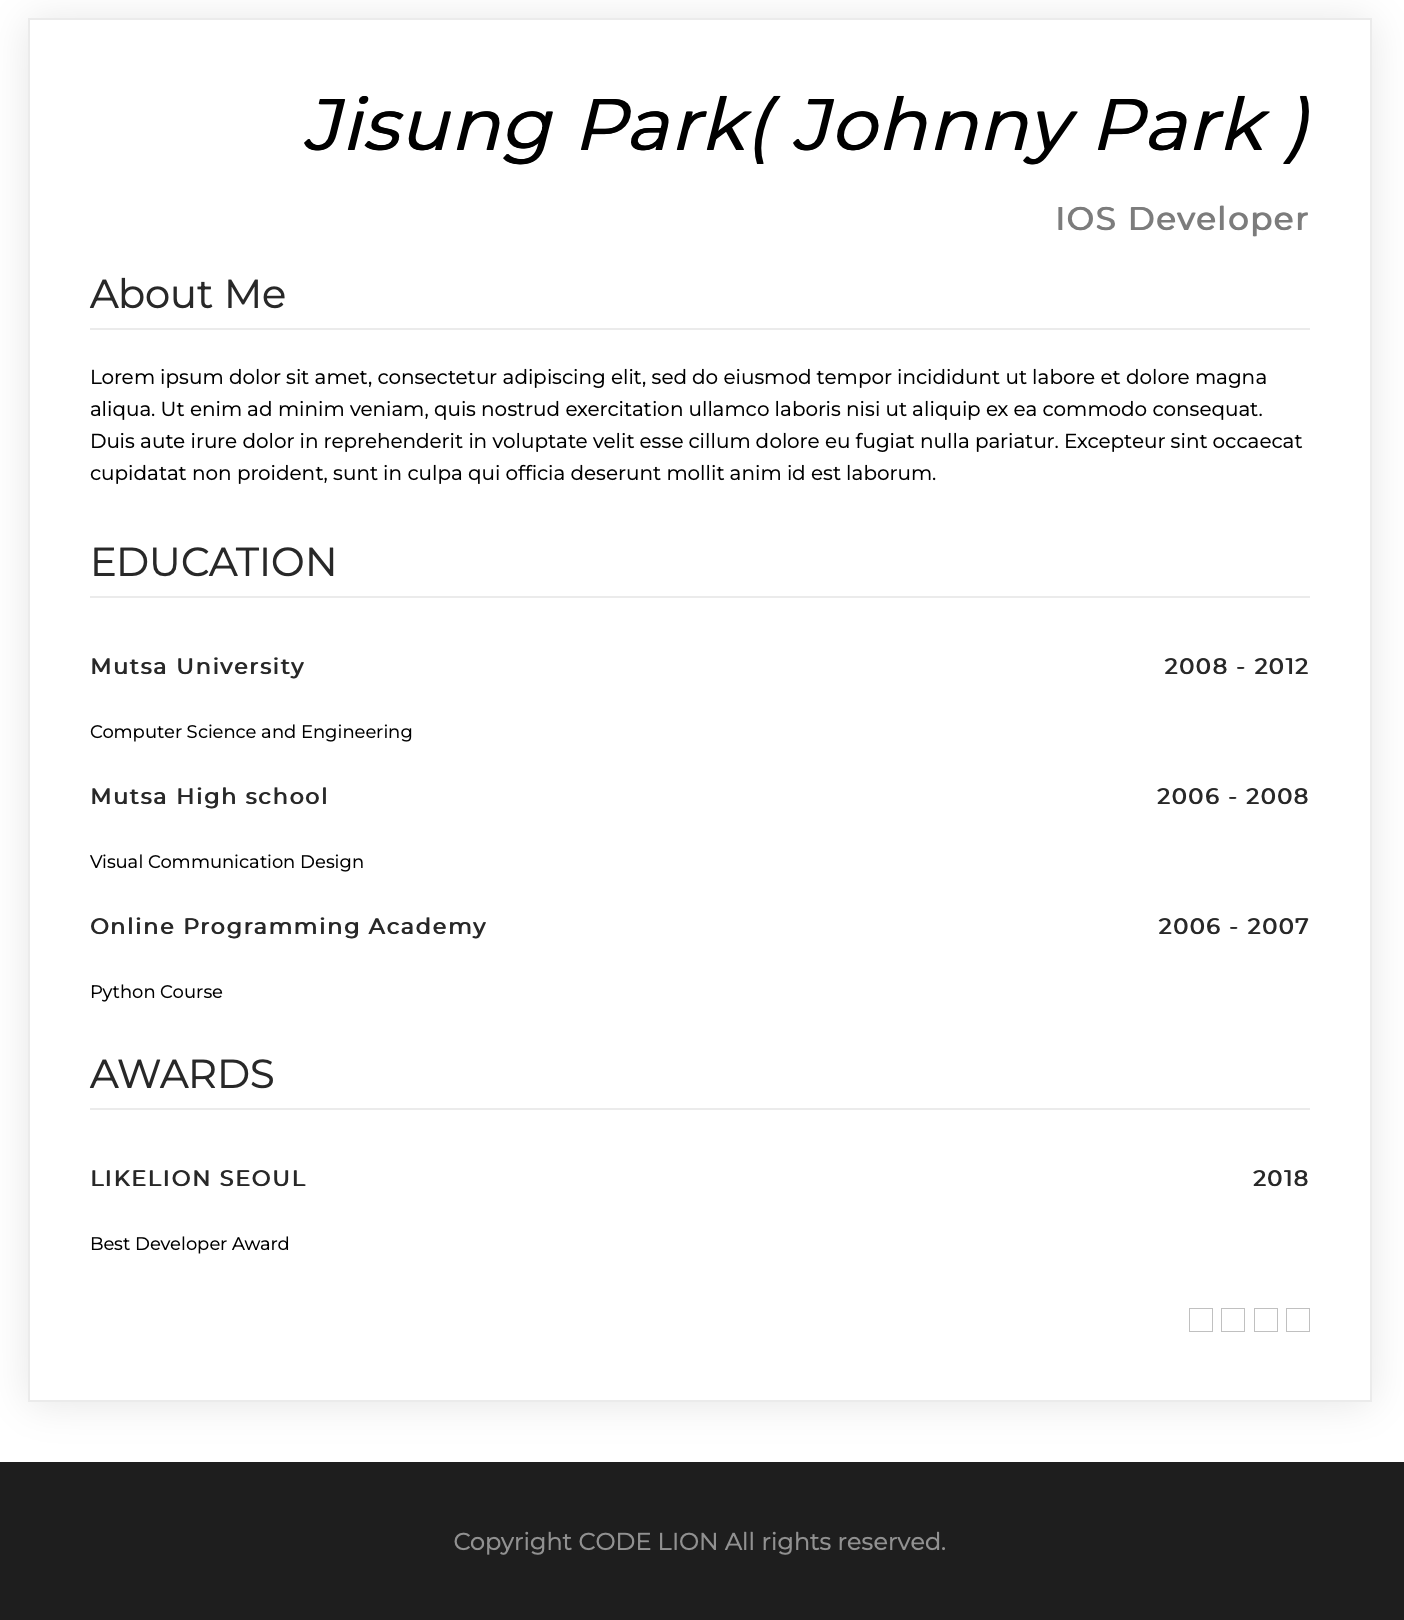 Jisung Park( Johnny Park )
IOS Developer
About Me
Lorem ipsum dolor sit amet, consectetur adipiscing elit, sed do eiusmod tempor incididunt ut labore et dolore magna
aliqua. Ut enim ad minim veniam, quis nostrud exercitation ullamco laboris nisi ut aliquip ex ea commodo consequat.
Duis aute irure dolor in reprehenderit in voluptate velit esse cillum dolore eu fugiat nulla pariatur. Excepteur sint occaecat
cupidatat non proident, sunt in culpa qui officia deserunt mollit anim id est laborum.
EDUCATION
Mutsa University 2008 - 2012
Computer Science and Engineering
Mutsa High school 2006 - 2008
Visual Communication Design
Online Programming Academy 2006 - 2007
Python Course
AWARDS
LIKELION SEOUL 2018
Best Developer Award
Copyright CODE LION All rights reserved.